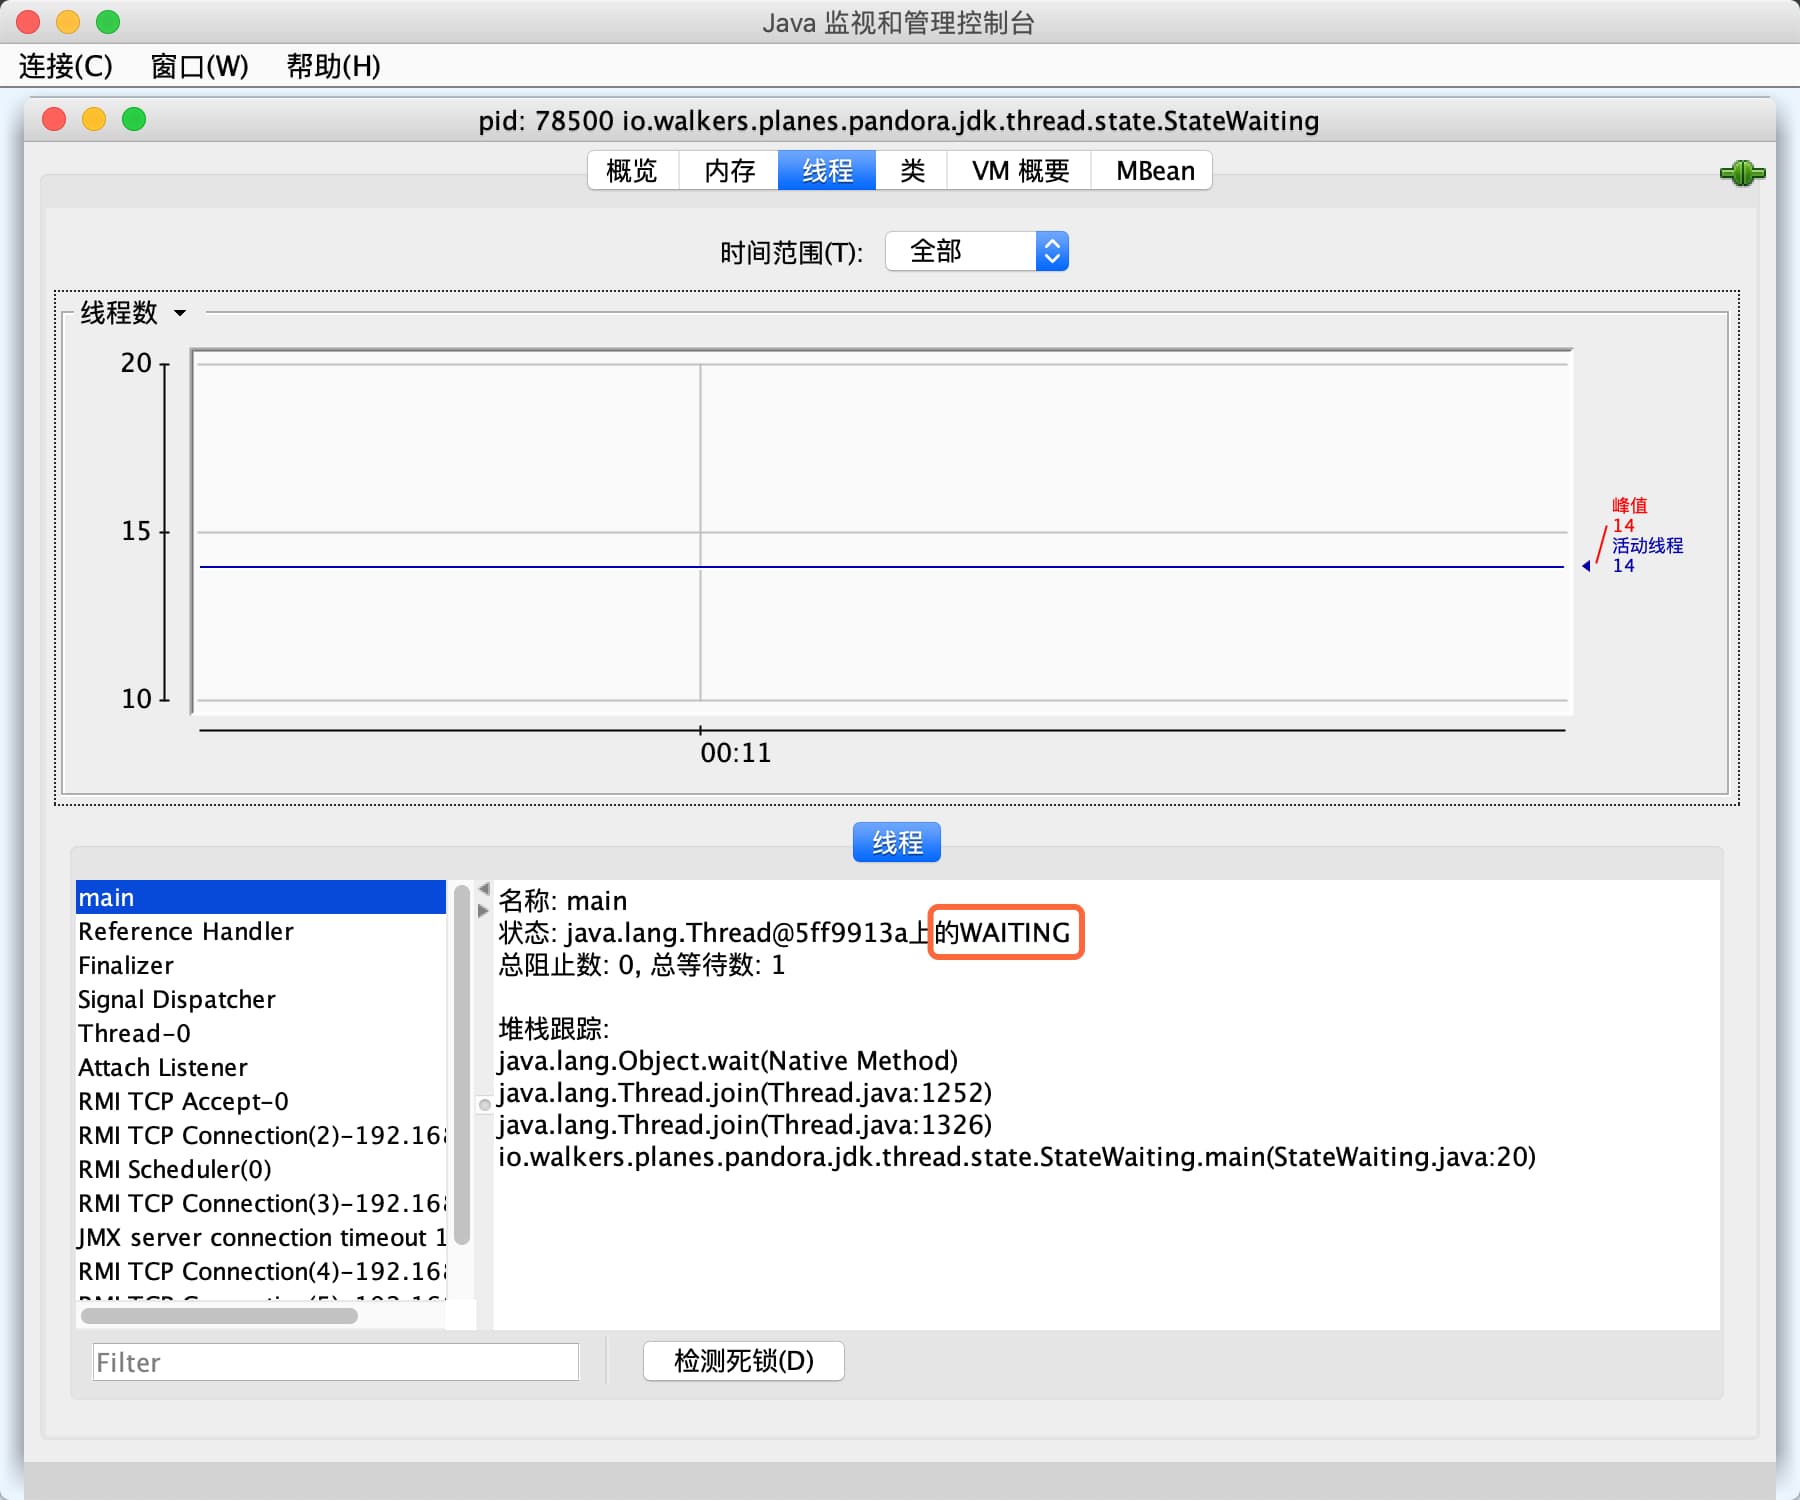 Java 监视和管理控制台
连接(C) 窗口(W) 帮助(H)
pid: 78500 io.walkers.planes.pandora.jdk.thread.state.StateWaiting
概览 内存 线程 类 VM 概要 MBean
时间范围(T): 全部
线程数
20
15
10
00:11
峰值
14
活动线程
14
线程
main
Reference Handler
Finalizer
Signal Dispatcher
Thread-0
Attach Listener
RMI TCP Accept-0
RMI TCP Connection(2)-192.16
RMI Scheduler(0)
RMI TCP Connection(3)-192.16
JMX server connection timeout 1
RMI TCP Connection(4)-192.16
名称: main
状态: java.lang.Thread@5ff9913a上的WAITING
总阻止数: 0, 总等待数: 1
堆栈跟踪:
java.lang.Object.wait(Native Method)
java.lang.Thread.join(Thread.java:1252)
java.lang.Thread.join(Thread.java:1326)
io.walkers.planes.pandora.jdk.thread.state.StateWaiting.main(StateWaiting.java:20)
Filter
检测死锁(D)